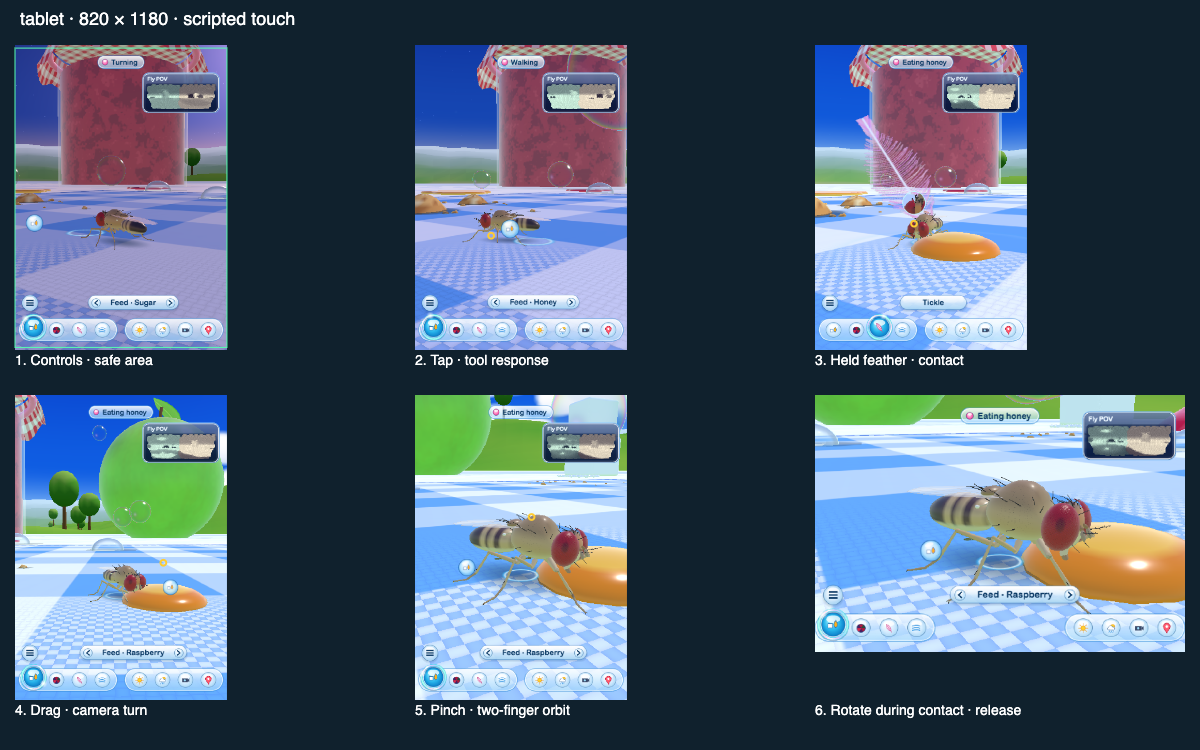 tablet · 820 × 1180 · scripted touch
Turning
Fly POV
Feed · Sugar
1. Controls · safe area
Walking
Fly POV
Feed · Honey
2. Tap · tool response
Eating honey
Fly POV
Tickle
3. Held feather · contact
Eating honey
Fly POV
Feed · Raspberry
4. Drag · camera turn
Eating honey
Fly POV
Feed · Raspberry
5. Pinch · two-finger orbit
Eating honey
Fly POV
Feed · Raspberry
6. Rotate during contact · release